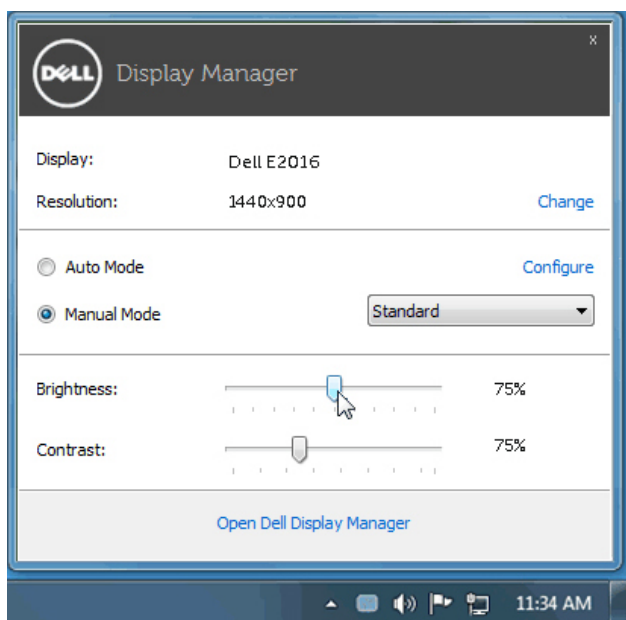 x
DELL Display Manager
Display: Dell E2016
Resolution: 1440x900 Change
Auto Mode Configure
Manual Mode Standard
Brightness: 75%
Contrast: 75%
Open Dell Display Manager
11:34 AM